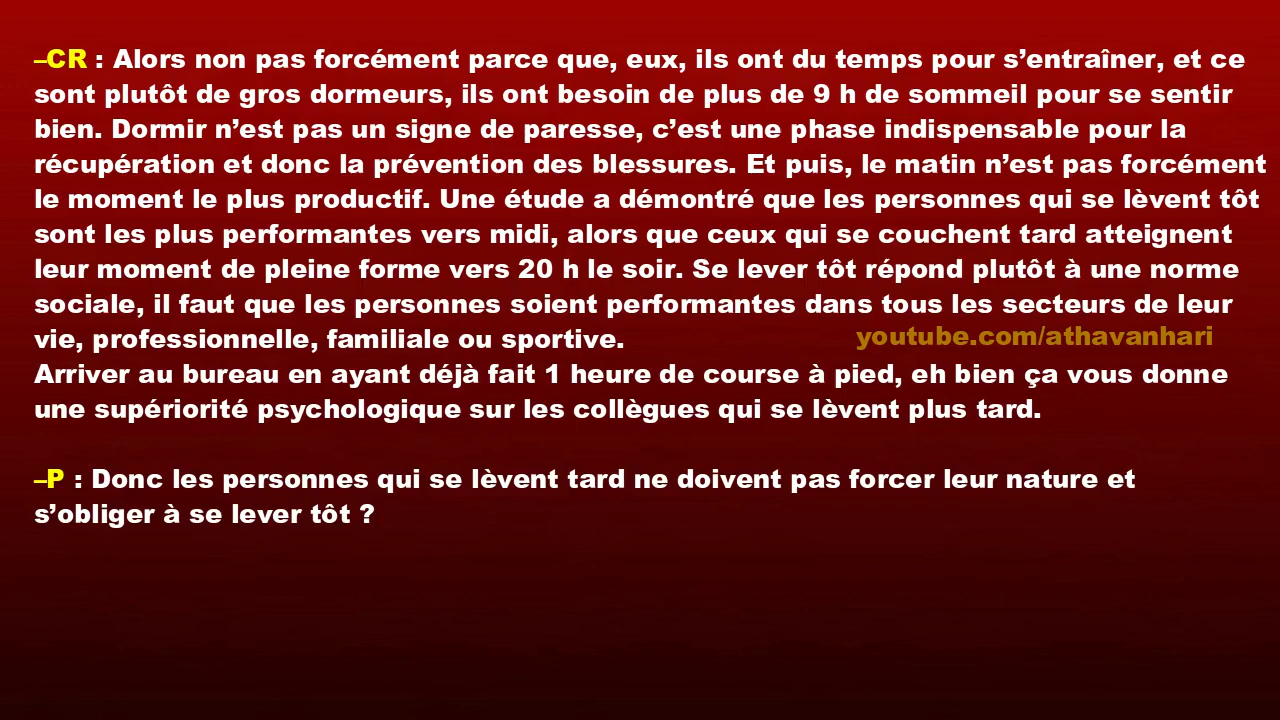 –CR : Alors non pas forcément parce que, eux, ils ont du temps pour s’entraîner, et ce
sont plutôt de gros dormeurs, ils ont besoin de plus de 9 h de sommeil pour se sentir
bien. Dormir n’est pas un signe de paresse, c’est une phase indispensable pour la
récupération et donc la prévention des blessures. Et puis, le matin n’est pas forcément
le moment le plus productif. Une étude a démontré que les personnes qui se lèvent tôt
sont les plus performantes vers midi, alors que ceux qui se couchent tard atteignent
leur moment de pleine forme vers 20 h le soir. Se lever tôt répond plutôt à une norme
sociale, il faut que les personnes soient performantes dans tous les secteurs de leur
vie, professionnelle, familiale ou sportive.
youtube.com/athavanhari
Arriver au bureau en ayant déjà fait 1 heure de course à pied, eh bien ça vous donne
une supériorité psychologique sur les collègues qui se lèvent plus tard.
–P : Donc les personnes qui se lèvent tard ne doivent pas forcer leur nature et
s’obliger à se lever tôt ?